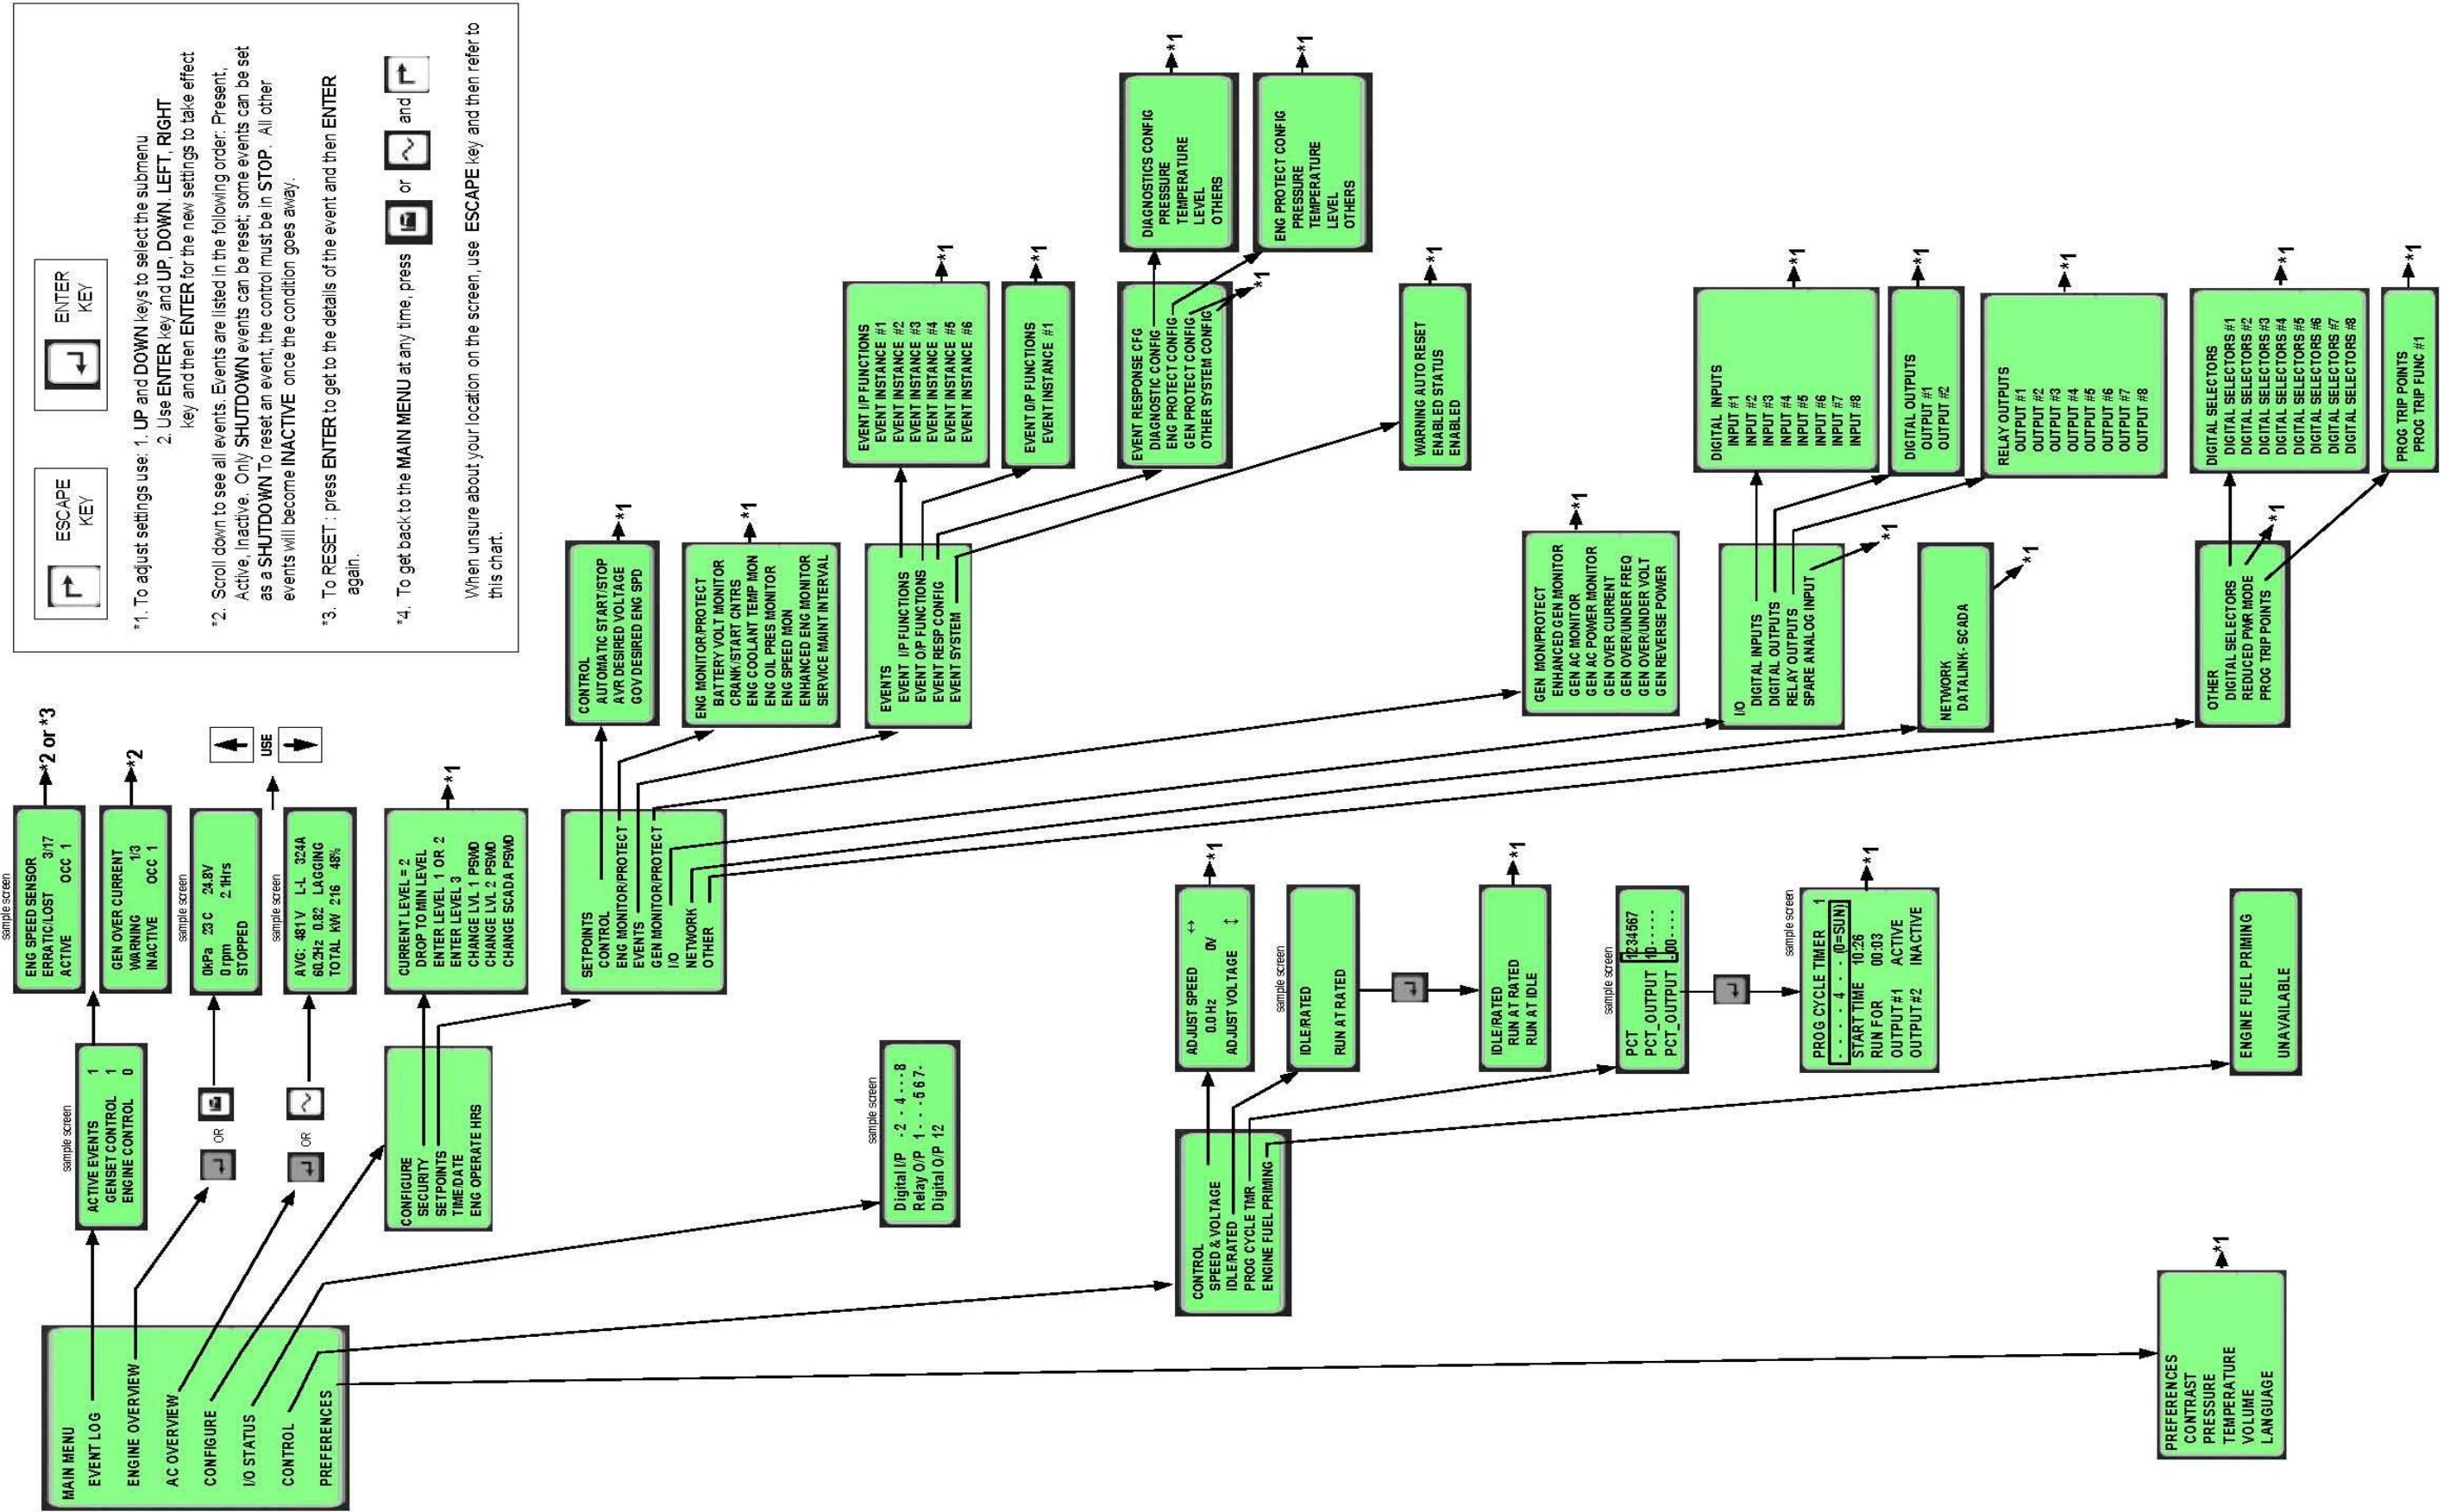 ESCAPE
KEY
ENTER
KEY
*1. To adjust settings use: 1. UP and DOWN keys to select the submenu
2. Use ENTER key and UP, DOWN. LEFT, RIGHT
key and then ENTER for the new settings to take effect
*2. Scroll down to see all events. Events are listed in the following order: Present,
Active, Inactive. Only SHUTDOWN events can be reset; some events can be set
as a SHUTDOWN To reset an event, the control must be in STOP. All other
events will become INACTIVE once the condition goes away.
*3. To RESET : press ENTER to get to the details of the event and then ENTER
again.
*4. To get back to the MAIN MENU at any time, press or and
When unsure about your location on the screen, use ESCAPE key and then refer to
this chart.
MAIN MENU
EVENT LOG
ENGINE OVERVIEW
AC OVERVIEW
CONFIGURE
I/O STATUS
CONTROL
PREFERENCES
sample screen
ACTIVE EVENTS 1
GENSET CONTROL 1
ENGINE CONTROL 0
sample screen
ENG SPEED SENSOR
ERRATIC/LOST 3/17
ACTIVE OCC 1
*2 or *3
GEN OVER CURRENT
WARNING 1/3
INACTIVE OCC 1
*2
OR
sample screen
0kPa 23 C 24.8V
0 rpm 2.1Hrs
STOPPED
OR
sample screen
AVG: 481V L-L 324A
60.2Hz 0.82 LAGGING
TOTAL kW 216 48%
USE
CONFIGURE
SECURITY
SETPOINTS
TIME/DATE
ENG OPERATE HRS
CURRENT LEVEL = 2
DROP TO MIN LEVEL
ENTER LEVEL 1 OR 2
ENTER LEVEL 3
CHANGE LVL 1 PSWD
CHANGE LVL 2 PSWD
CHANGE SCADA PSWD
*1
SETPOINTS
CONTROL
ENG MONITOR/PROTECT
EVENTS
GEN MONITOR/PROTECT
I/O
NETWORK
OTHER
CONTROL
AUTOMATIC START/STOP
AVR DESIRED VOLTAGE
GOV DESIRED ENG SPD
*1
ENG MONITOR/PROTECT
BATTERY VOLT MONITOR
CRANK/START CNTRS
ENG COOLANT TEMP MON
ENG OIL PRES MONITOR
ENG SPEED MON
ENHANCED ENG MONITOR
SERVICE MAINT INTERVAL
*1
EVENTS
EVENT I/P FUNCTIONS
EVENT O/P FUNCTIONS
EVENT RESP CONFIG
EVENT SYSTEM
EVENT I/P FUNCTIONS
EVENT INSTANCE #1
EVENT INSTANCE #2
EVENT INSTANCE #3
EVENT INSTANCE #4
EVENT INSTANCE #5
EVENT INSTANCE #6
*1
EVENT O/P FUNCTIONS
EVENT INSTANCE #1
*1
EVENT RESPONSE CFG
DIAGNOSTIC CONFIG
ENG PROTECT CONFIG
GEN PROTECT CONFIG
OTHER SYSTEM CONFIG
*1
DIAGNOSTICS CONFIG
PRESSURE
TEMPERATURE
LEVEL
OTHERS
*1
ENG PROTECT CONFIG
PRESSURE
TEMPERATURE
LEVEL
OTHERS
*1
WARNING AUTO RESET
ENABLED STATUS
ENABLED
*1
GEN MON/PROTECT
ENHANCED GEN MONITOR
GEN AC MONITOR
GEN AC POWER MONITOR
GEN OVER CURRENT
GEN OVER/UNDER FREQ
GEN OVER/UNDER VOLT
GEN REVERSE POWER
*1
I/O
DIGITAL INPUTS
DIGITAL OUTPUTS
RELAY OUTPUTS
SPARE ANALOG INPUT
*1
DIGITAL INPUTS
INPUT #1
INPUT #2
INPUT #3
INPUT #4
INPUT #5
INPUT #6
INPUT #7
INPUT #8
*1
DIGITAL OUTPUTS
OUTPUT #1
OUTPUT #2
*1
RELAY OUTPUTS
OUTPUT #1
OUTPUT #2
OUTPUT #3
OUTPUT #4
OUTPUT #5
OUTPUT #6
OUTPUT #7
OUTPUT #8
*1
NETWORK
DATALINK- SCADA
*1
OTHER
DIGITAL SELECTORS
REDUCED PWR MODE
PROG TRIP POINTS
*1
DIGITAL SELECTORS
DIGITAL SELECTORS #1
DIGITAL SELECTORS #2
DIGITAL SELECTORS #3
DIGITAL SELECTORS #4
DIGITAL SELECTORS #5
DIGITAL SELECTORS #6
DIGITAL SELECTORS #7
DIGITAL SELECTORS #8
*1
PROG TRIP POINTS
PROG TRIP FUNC #1
*1
sample screen
Digital I/P - 2 - - 4 - - - 8
Relay O/P 1 - - - 5 6 7 -
Digital O/P 12
CONTROL
SPEED & VOLTAGE
IDLE/RATED
PROG CYCLE TMR
ENGINE FUEL PRIMING
ADJUST SPEED ↔
0.0 Hz 0V
ADJUST VOLTAGE ↕
*1
sample screen
IDLE/RATED
RUN AT RATED
IDLE/RATED
RUN AT RATED
RUN AT IDLE
*1
sample screen
PCT 1234567
PCT_OUTPUT 10- - - - -
PCT_OUTPUT .00- - - -
sample screen
PROG CYCLE TIMER 1
- - - - 4 - - - (0=SUN)
START TIME 10:26
RUN FOR 00:03
OUTPUT #1 ACTIVE
OUTPUT #2 INACTIVE
*1
ENGINE FUEL PRIMING
UNAVAILABLE
PREFERENCES
CONTRAST
PRESSURE
TEMPERATURE
VOLUME
LANGUAGE
*1